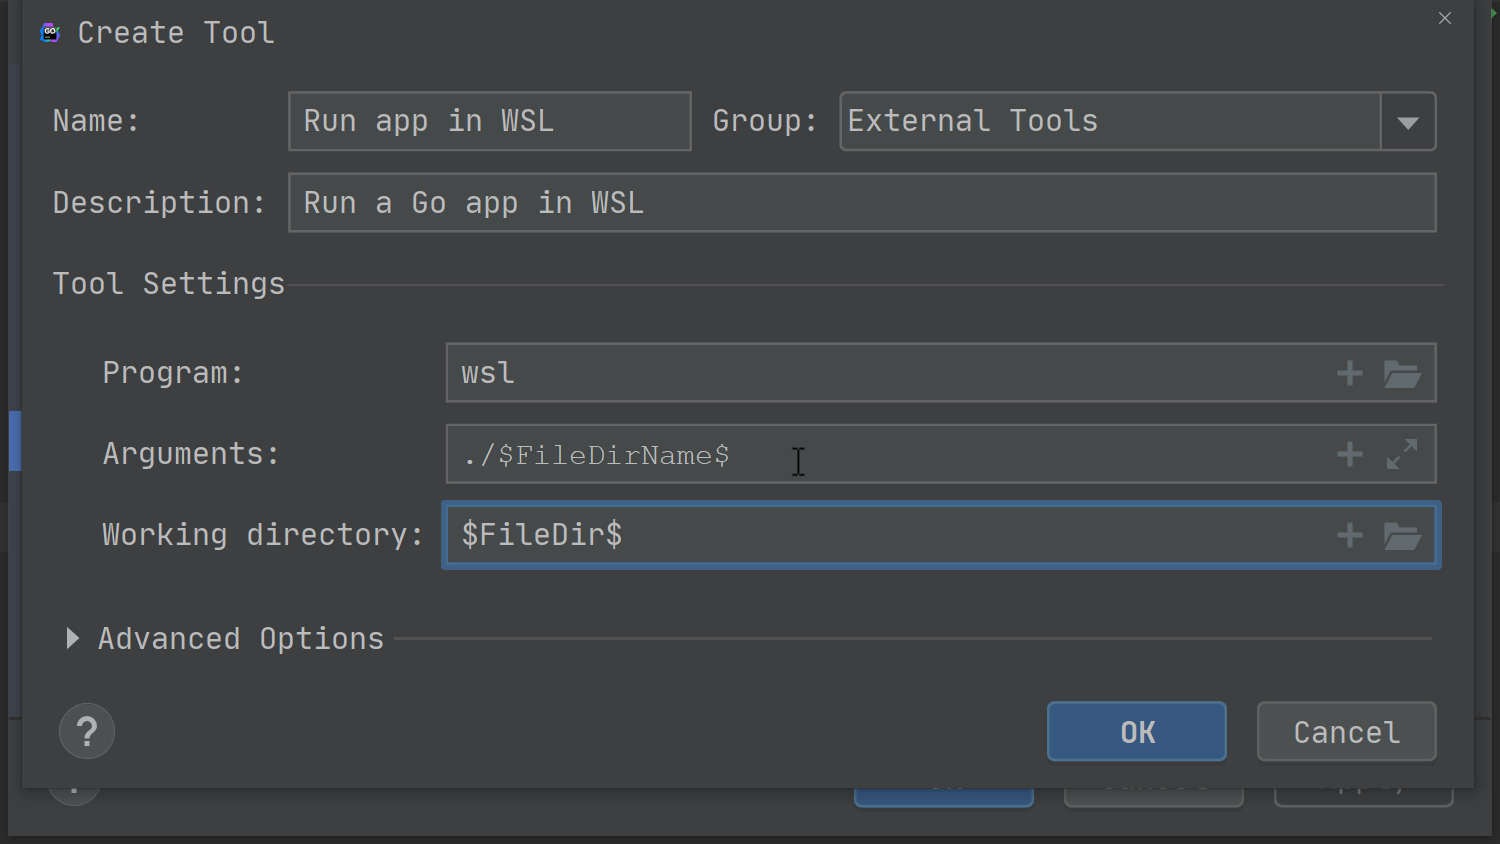 GO Create Tool
Name: Run app in WSL Group: External Tools
Description: Run a Go app in WSL
Tool Settings
Program: wsl
Arguments: ./$FileDirName$
Working directory: $FileDir$
Advanced Options
? OK Cancel